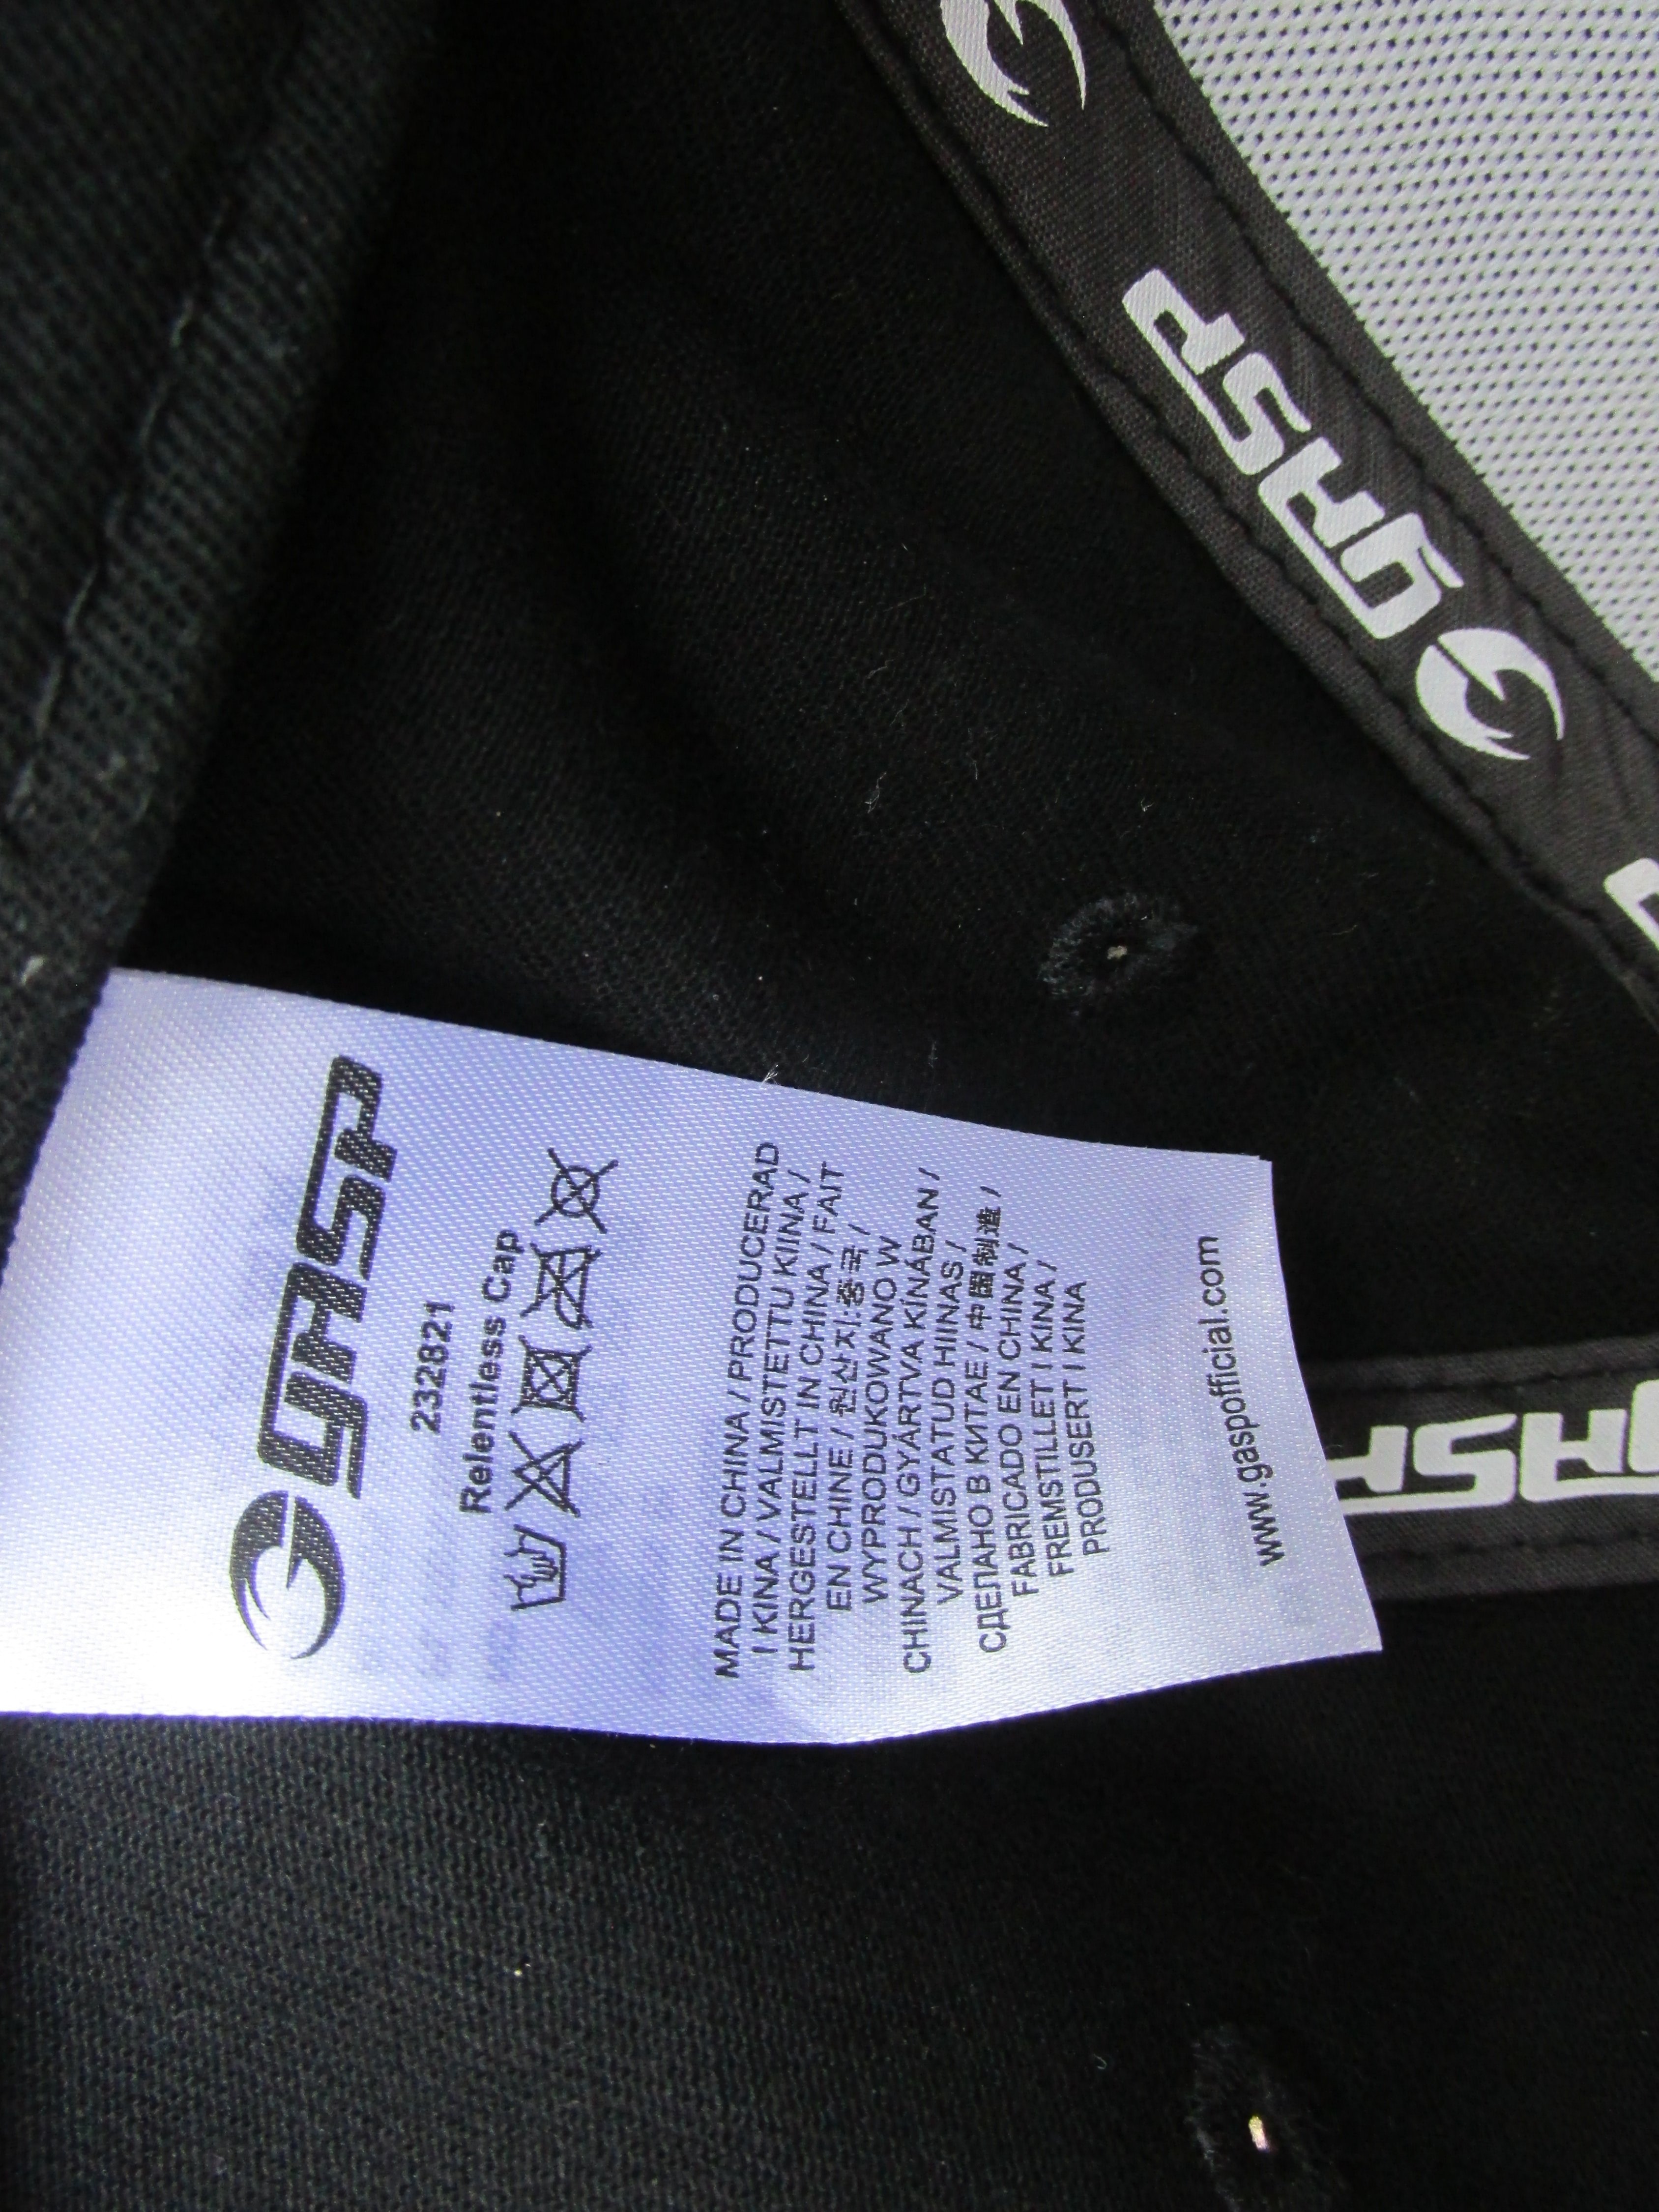 GASP
GASP
232821
Relentless Cap
MADE IN CHINA / PRODUCERAD
I KINA / VALMISTETTU KIINA /
HERGESTELLT IN CHINA / FAIT
EN CHINE / 원산지:중국 /
WYPRODUKOWANO W
CHINACH / GYÁRTVA KÍNÁBAN /
VALMISTATUD HIINAS /
СДЕЛАНО В КИТАЕ / 中國制造 /
FABRICADO EN CHINA /
FREMSTILLET I KINA /
PRODUSERT I KINA
www.gaspofficial.com
GASP